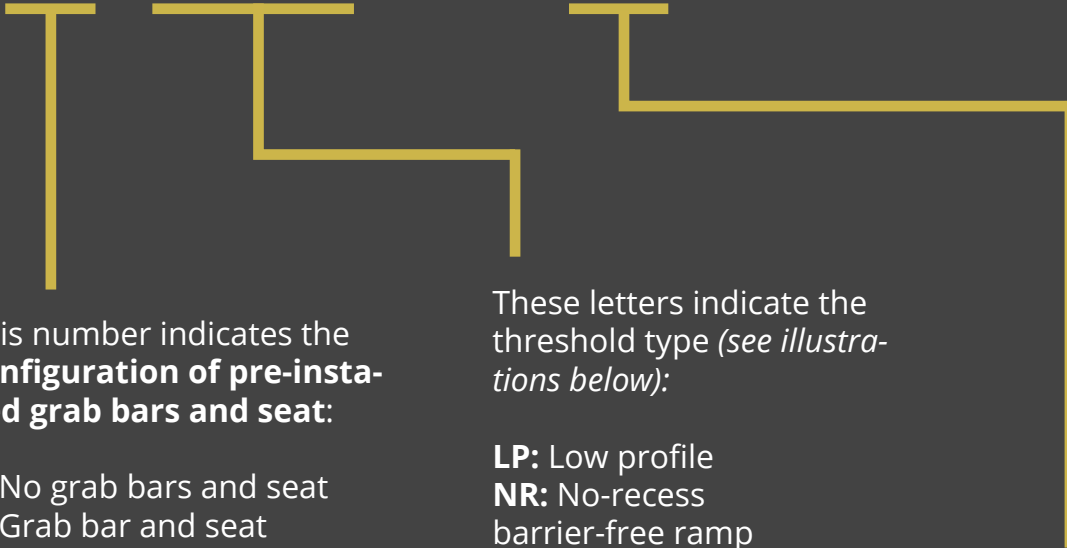 is number indicates the
nfiguration of pre-insta-
d grab bars and seat:
No grab bars and seat
Grab bar and seat
These letters indicate the
threshold type (see illustra-
tions below):
LP: Low profile
NR: No-recess
barrier-free ramp